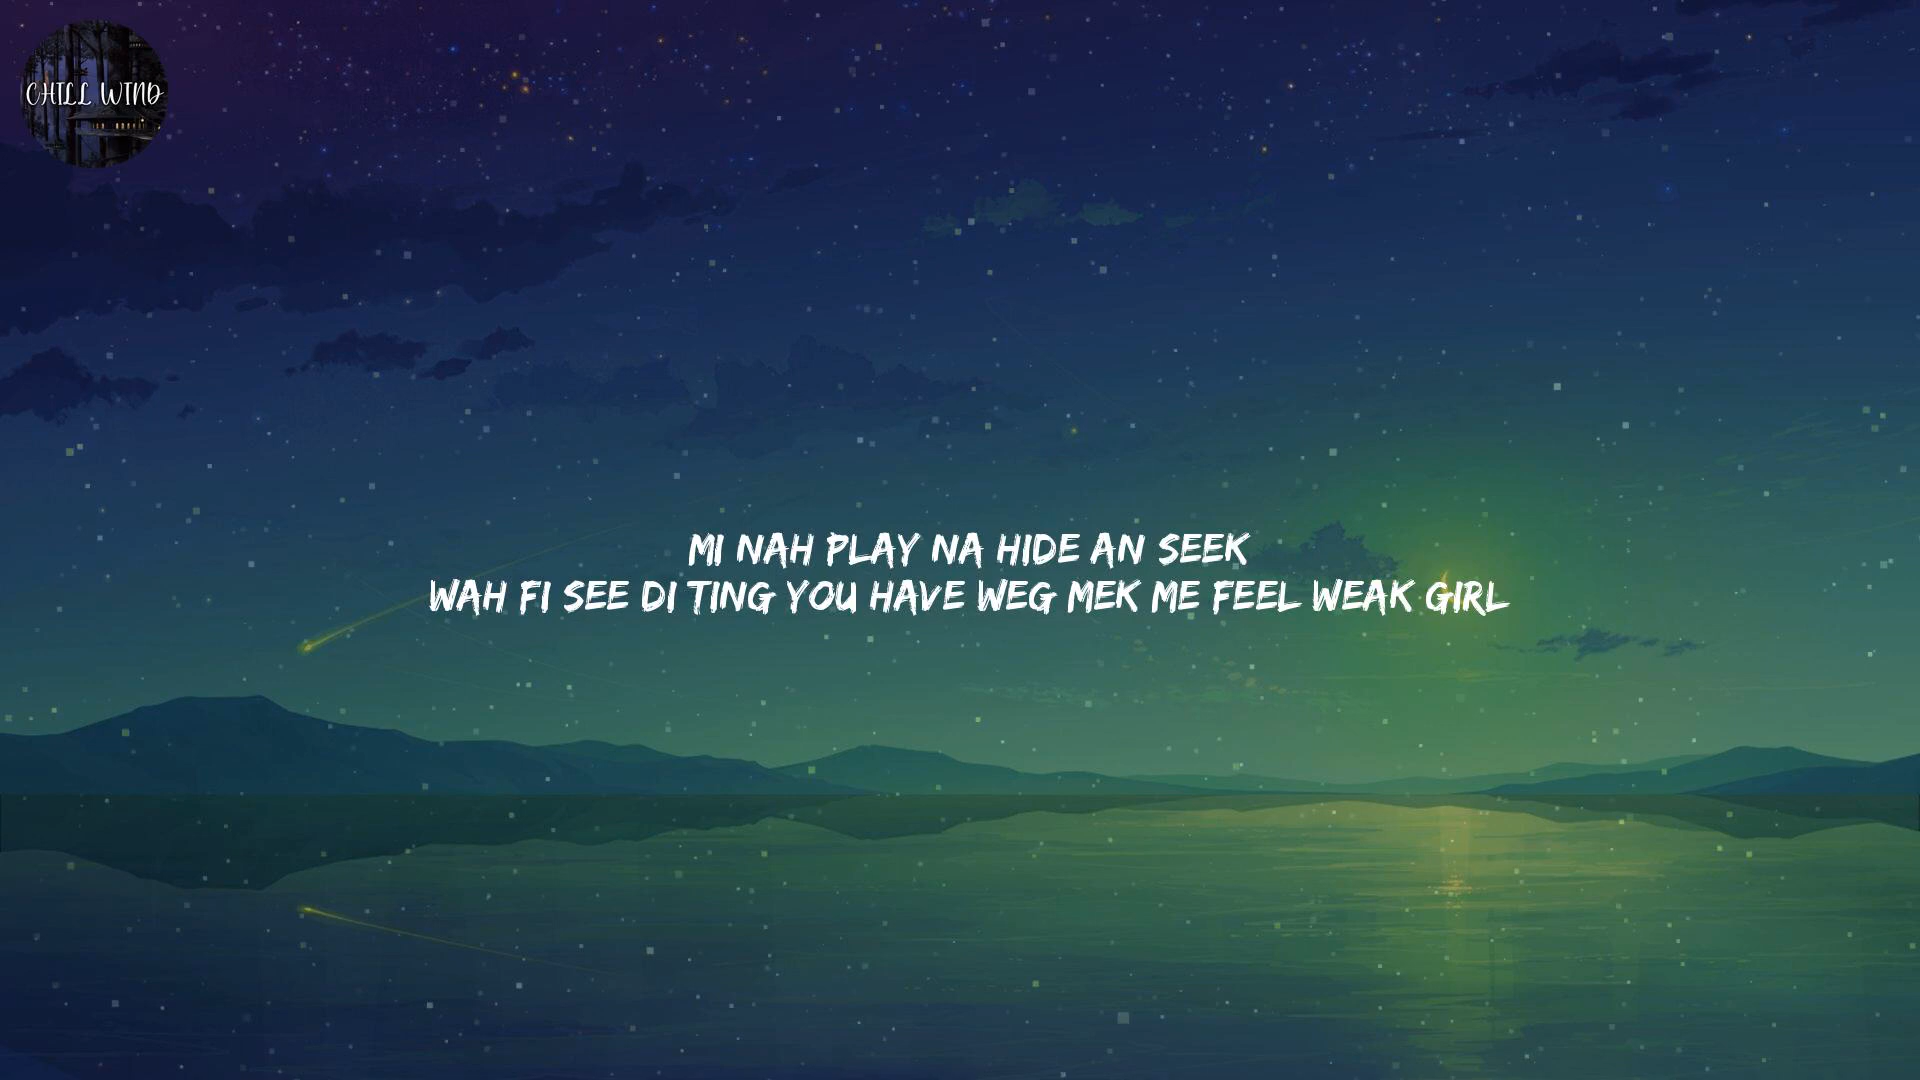 CHILL WIND
MI NAH PLAY NA HIDE AN SEEK
WAH FI SEE DI TING YOU HAVE WEG MEK ME FEEL WEAK GIRL